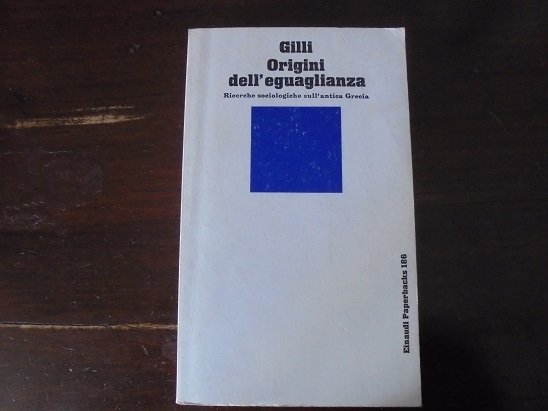 Gilli
Origini
dell'eguaglianza
Ricerche sociologiche sull'antica Grecia
Einaudi Paperbacks 186